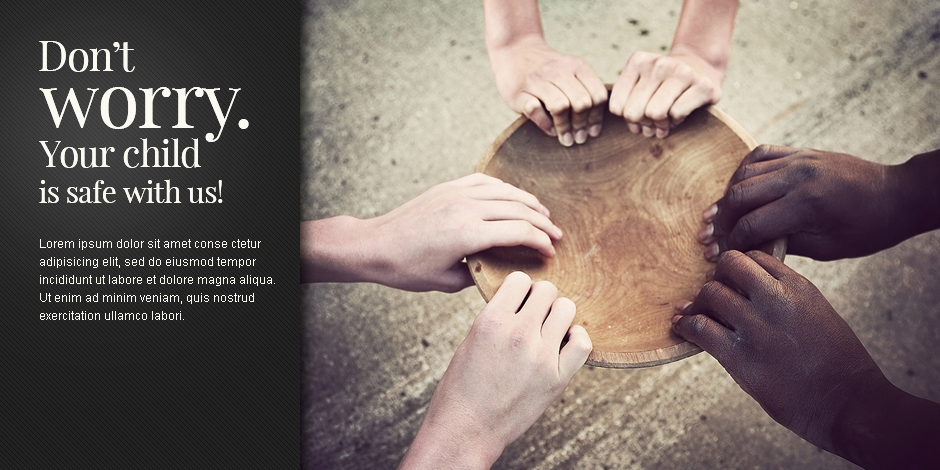 Don't
worry.
Your child
is safe with us!
Lorem ipsum dolor sit amet conse ctetur
adipisicing elit, sed do eiusmod tempor
incididunt ut labore et dolore magna aliqua.
Ut enim ad minim veniam, quis nostrud
exercitation ullamco labori.